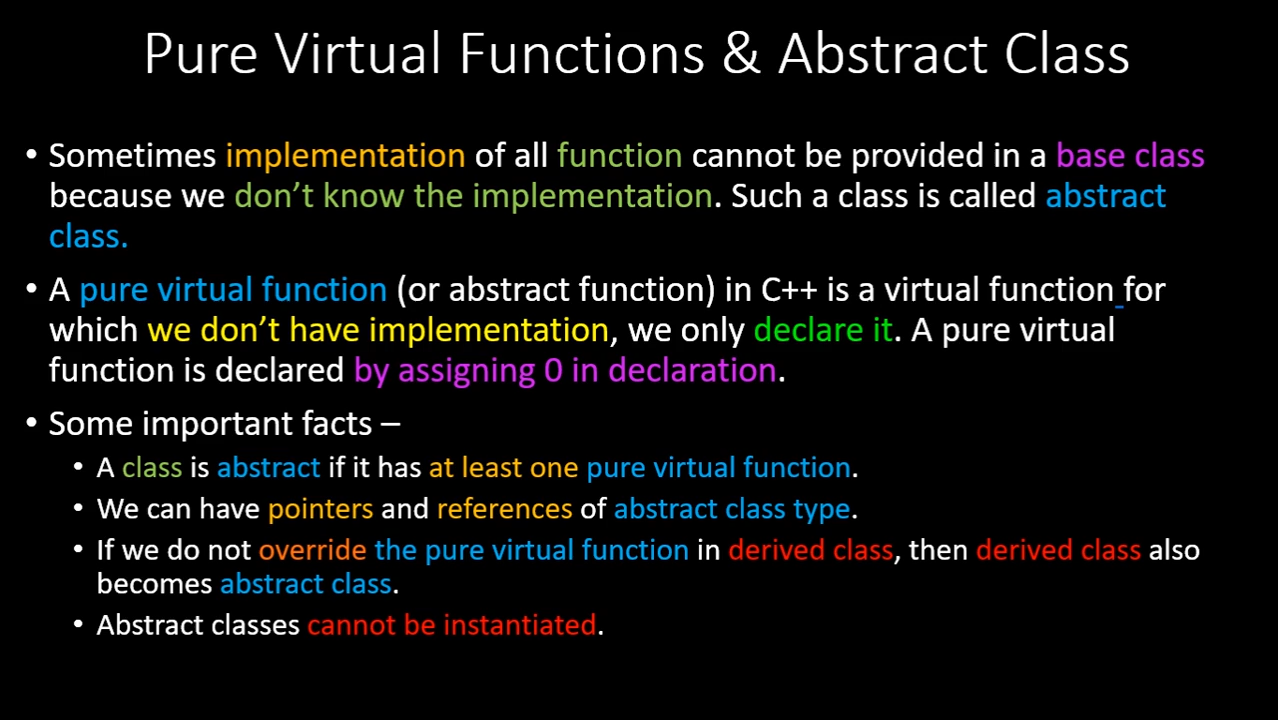 Pure Virtual Functions & Abstract Class
• Sometimes implementation of all function cannot be provided in a base class
because we don’t know the implementation. Such a class is called abstract
class.
• A pure virtual function (or abstract function) in C++ is a virtual function for
which we don’t have implementation, we only declare it. A pure virtual
function is declared by assigning 0 in declaration.
• Some important facts –
• A class is abstract if it has at least one pure virtual function.
• We can have pointers and references of abstract class type.
• If we do not override the pure virtual function in derived class, then derived class also
becomes abstract class.
• Abstract classes cannot be instantiated.